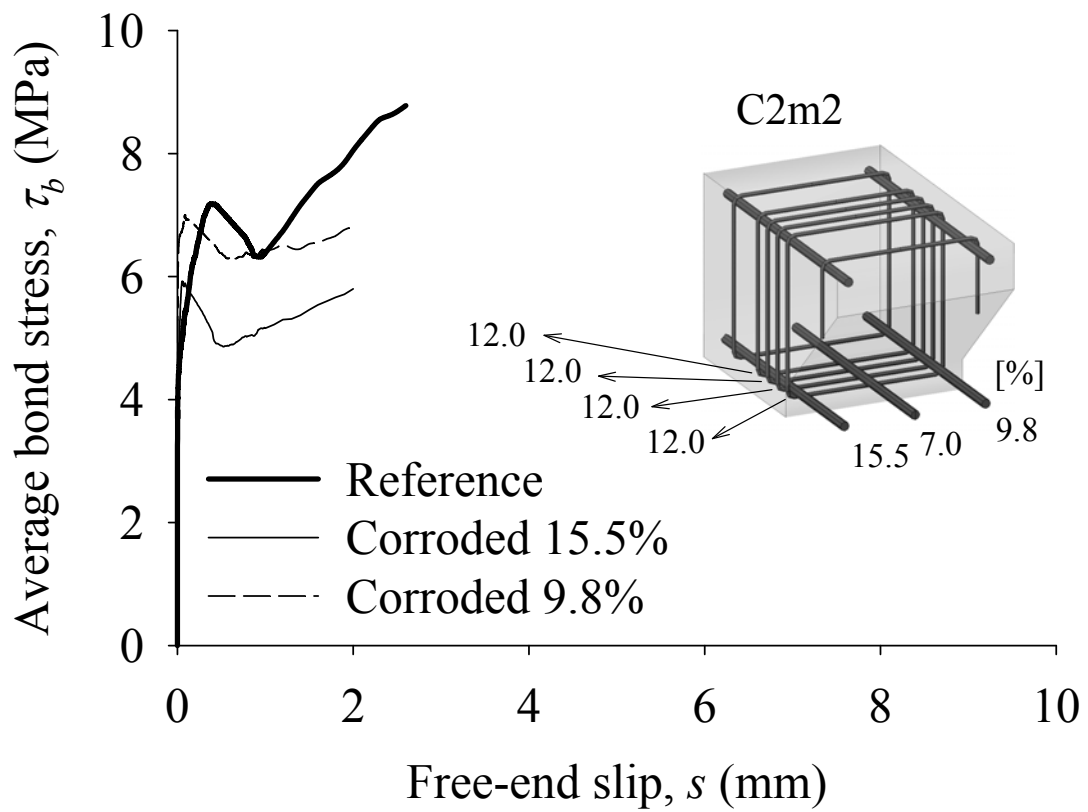 Average bond stress, τb (MPa)
10
8
6
4
2
0
0 2 4 6 8 10
Free-end slip, s (mm)
C2m2
12.0
12.0
12.0
12.0
[%]
15.5 7.0 9.8
Reference
Corroded 15.5%
Corroded 9.8%